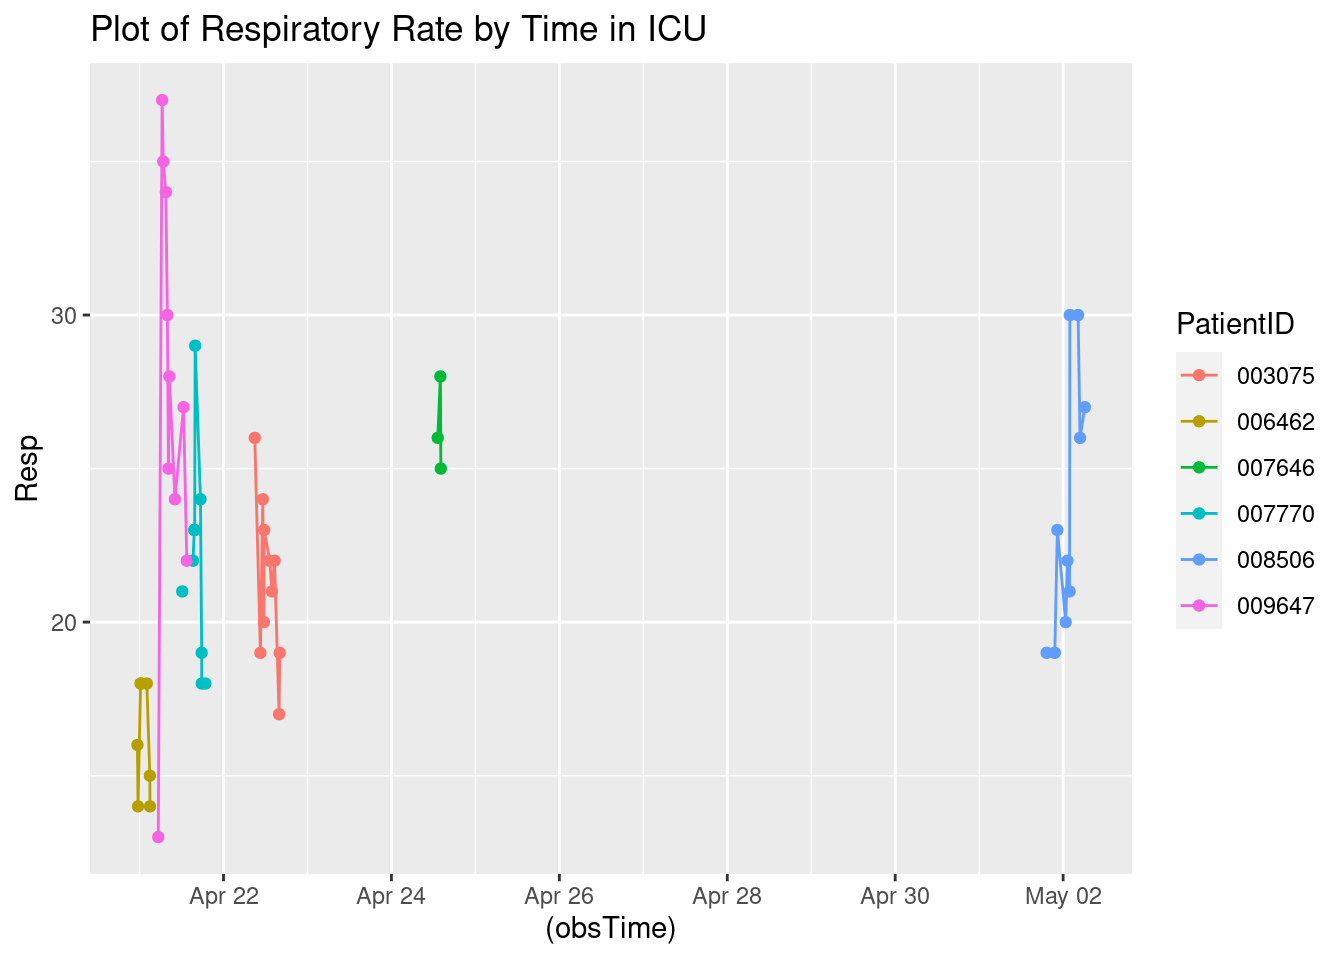 Plot of Respiratory Rate by Time in ICU
30
20
Resp
Apr 22 Apr 24 Apr 26 Apr 28 Apr 30 May 02
(obsTime)
PatientID
003075
006462
007646
007770
008506
009647